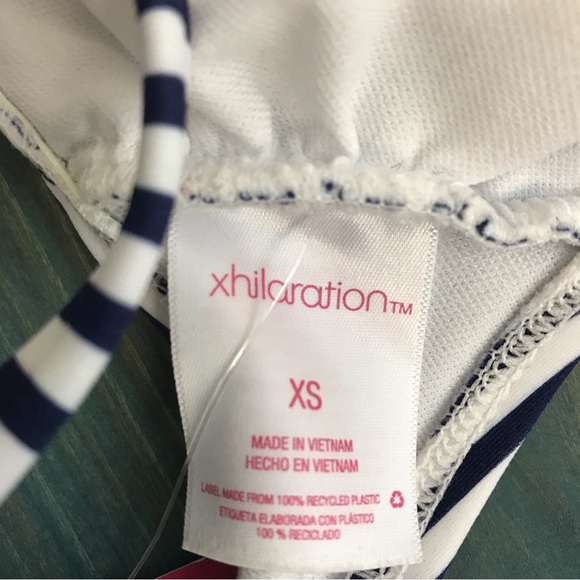 xhilaration™
XS
MADE IN VIETNAM
HECHO EN VIETNAM
LABEL MADE FROM 100% RECYCLED PLASTIC
ETIQUETA ELABORADA CON PLÁSTICO
100 % RECICLADO